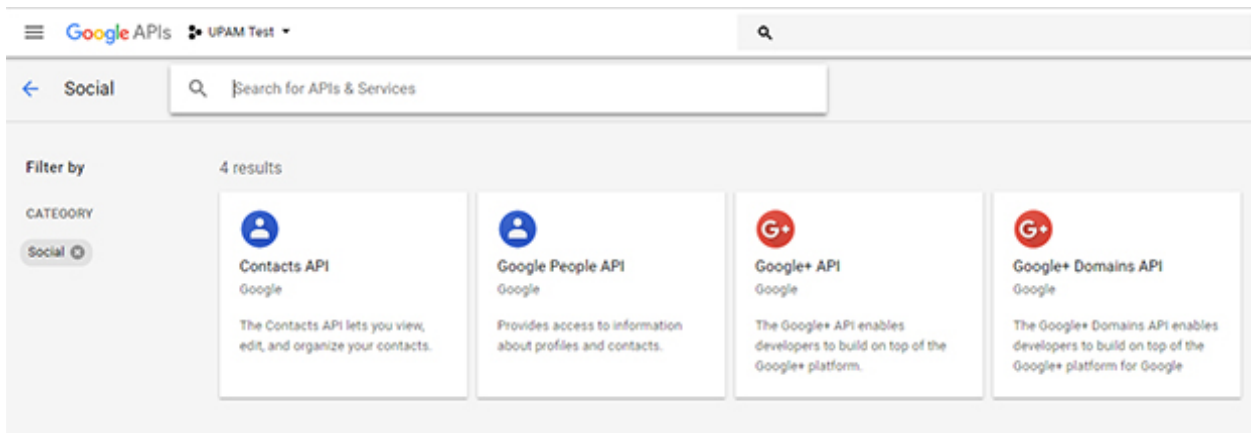 Google APIs UPAM Test
Social Search for APIs & Services
Filter by
4 results
CATEGORY
Social
Contacts API
Google
The Contacts API lets you view,
edit, and organize your contacts.
Google People API
Google
Provides access to information
about profiles and contacts.
G+
Google+ API
Google
The Google+ API enables
developers to build on top of the
Google+ platform.
G+
Google+ Domains API
Google
The Google+ Domains API enables
developers to build on top of the
Google+ platform for Google